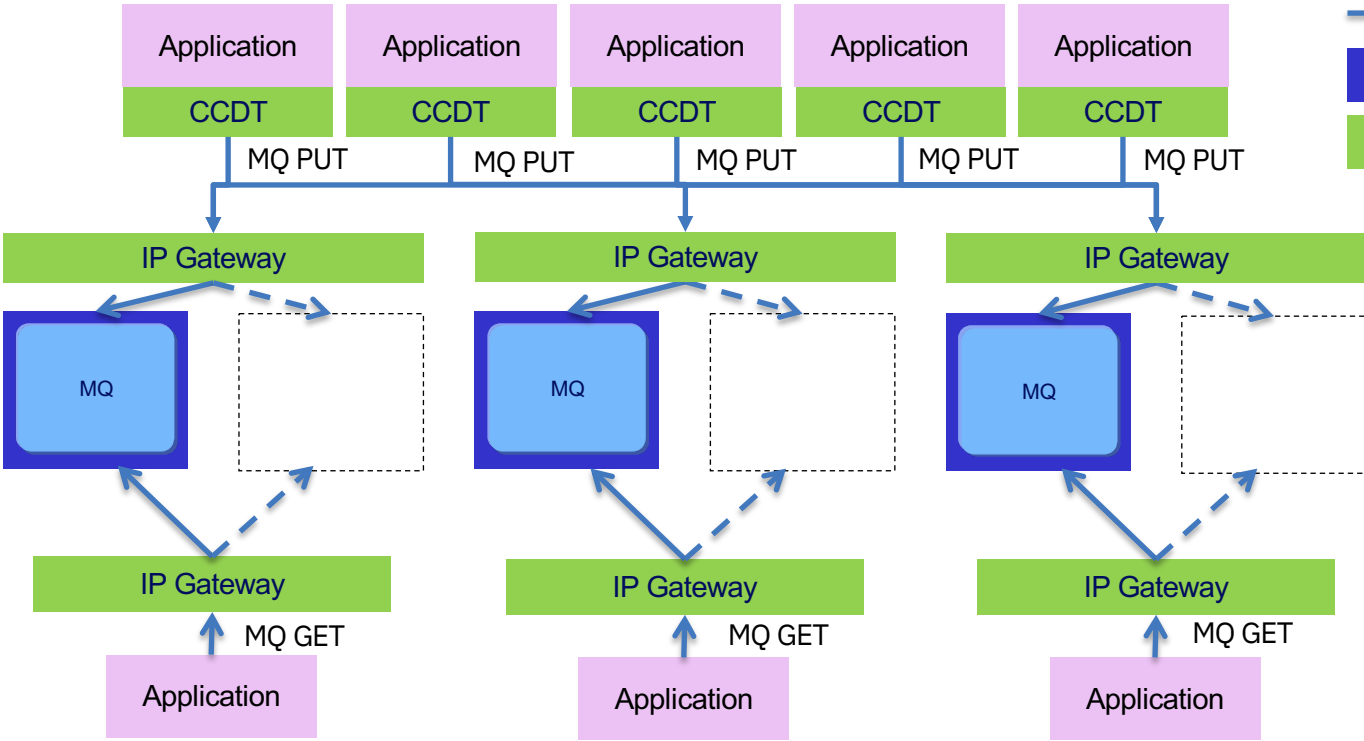 Application
Application
Application
Application
Application
CCDT
CCDT
CCDT
CCDT
CCDT
MQ PUT
MQ PUT
MQ PUT
MQ PUT
MQ PUT
IP Gateway
IP Gateway
IP Gateway
MQ
MQ
MQ
IP Gateway
IP Gateway
IP Gateway
MQ GET
MQ GET
MQ GET
Application
Application
Application